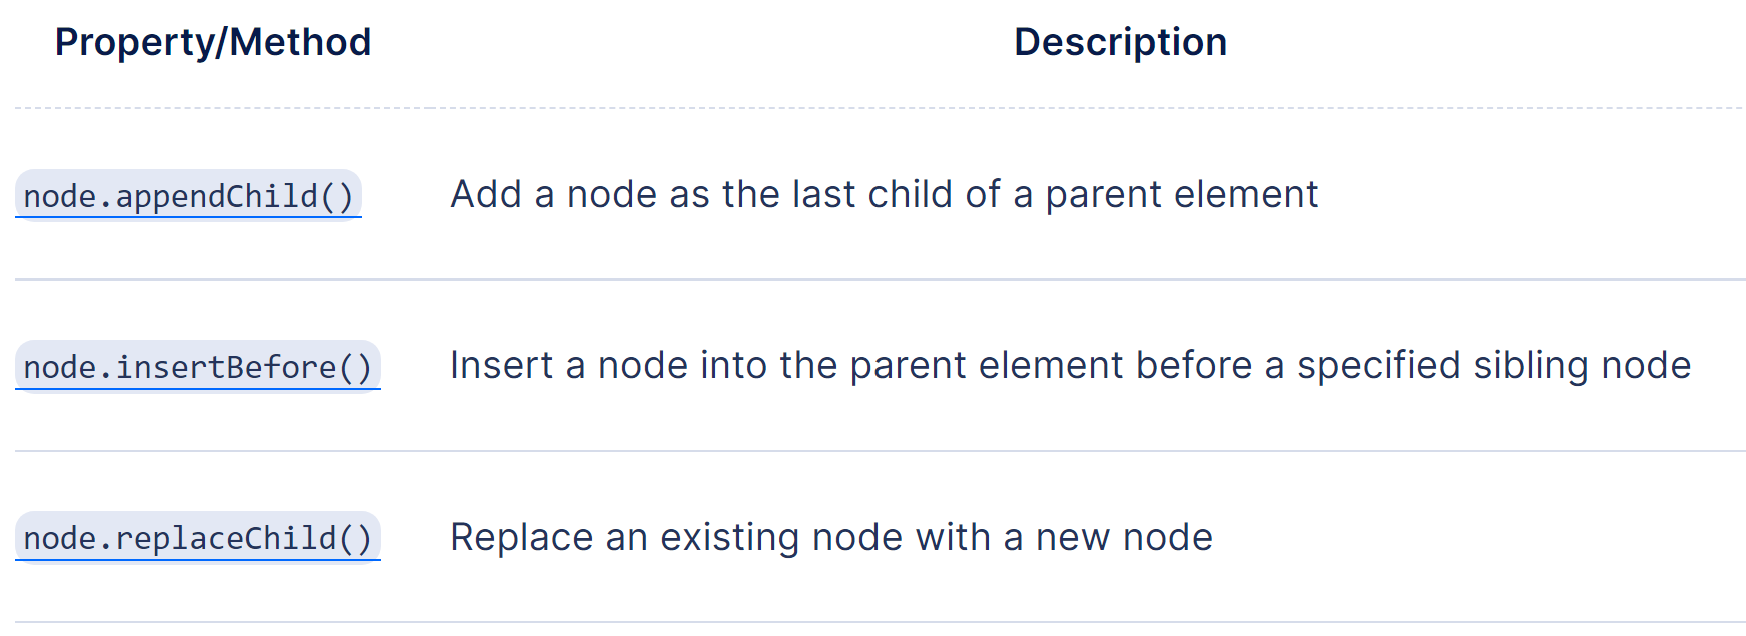 Property/Method Description
node.appendChild() Add a node as the last child of a parent element
node.insertBefore() Insert a node into the parent element before a specified sibling node
node.replaceChild() Replace an existing node with a new node